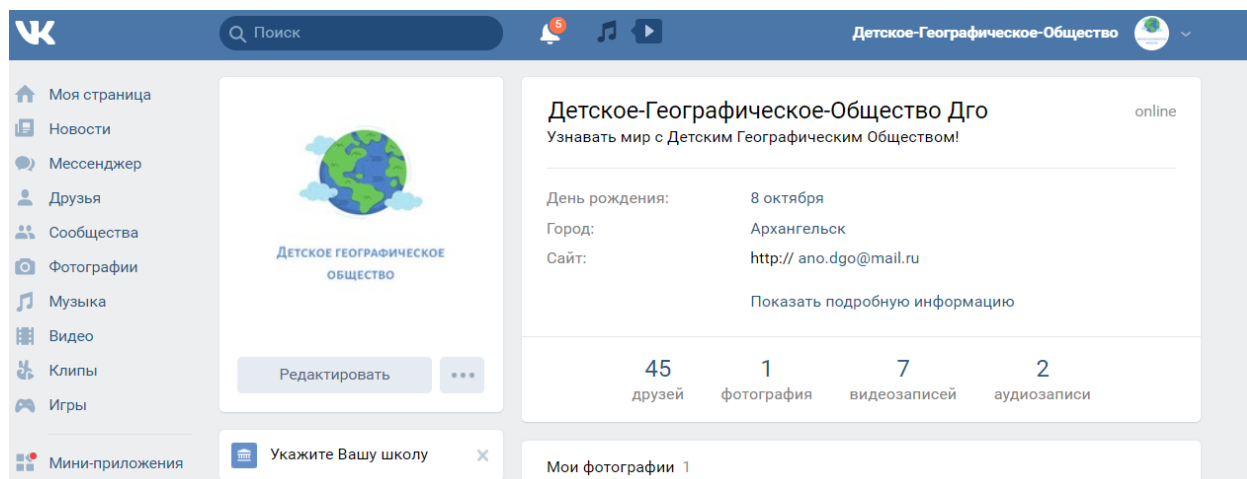 Поиск
5
Детское-Географическое-Общество
Моя страница
Новости
Мессенджер
Друзья
Сообщества
Фотографии
Музыка
Видео
Клипы
Игры
Мини-приложения
ДЕТСКОЕ ГЕОГРАФИЧЕСКОЕ
ОБЩЕСТВО
Редактировать
Укажите Вашу школу
Детское-Географическое-Общество Дго
online
Узнавать мир с Детским Географическим Обществом!
День рождения: 8 октября
Город: Архангельск
Сайт: http:// ano.dgo@mail.ru
Показать подробную информацию
45 1 7 2
друзей фотография видеозаписей аудиозаписи
Мои фотографии 1